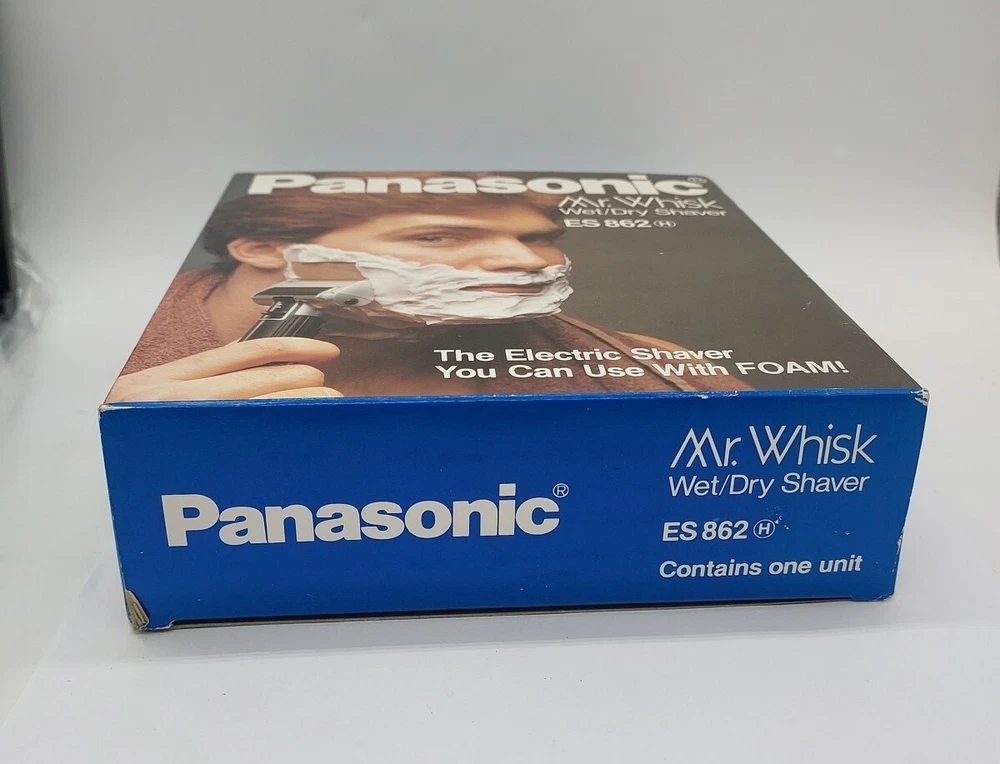 Panasonic®
Mr. Whisk
Wet/Dry Shaver
ES 862 Ⓗ
The Electric Shaver
You Can Use With FOAM!
Mr. Whisk
Wet/Dry Shaver
Panasonic®
ES 862 Ⓗ
Contains one unit